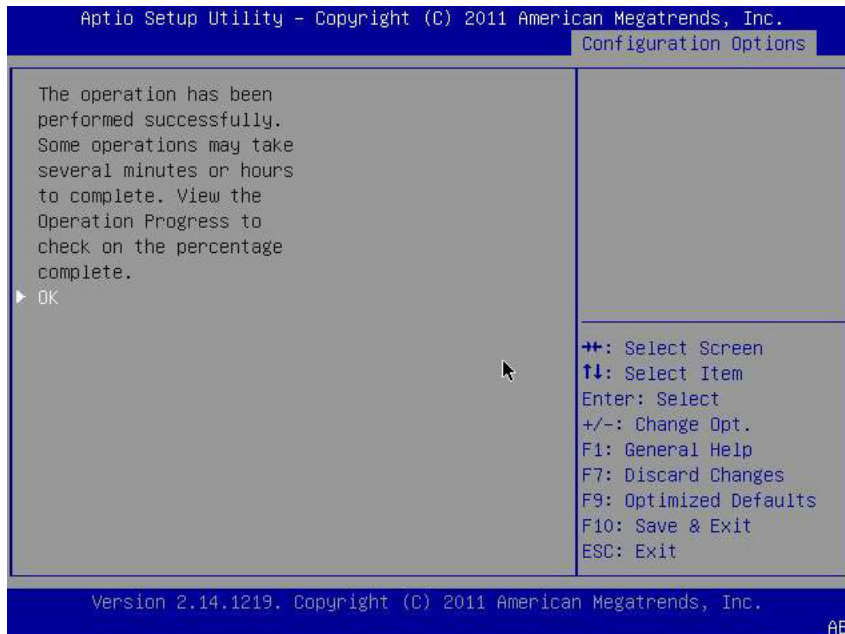 Aptio Setup Utility – Copyright (C) 2011 American Megatrends, Inc.
Configuration Options
The operation has been
performed successfully.
Some operations may take
several minutes or hours
to complete. View the
Operation Progress to
check on the percentage
complete.
OK
→←: Select Screen
↑↓: Select Item
Enter: Select
+/-: Change Opt.
F1: General Help
F7: Discard Changes
F9: Optimized Defaults
F10: Save & Exit
ESC: Exit
Version 2.14.1219. Copyright (C) 2011 American Megatrends, Inc.